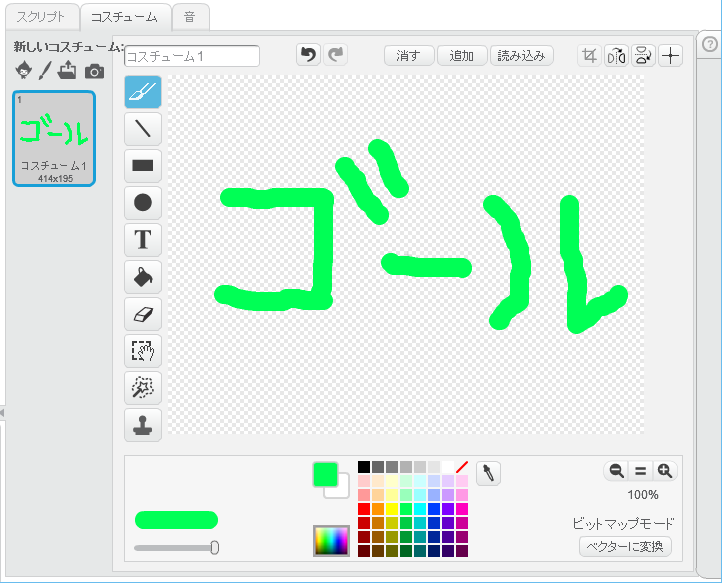 スクリプト コスチューム 音
新しいコスチューム: コスチューム1 消す 追加 読み込み
1
ゴール
コスチューム1
414x195
T
ゴール
100%
ビットマップモード
ベクターに変換
?